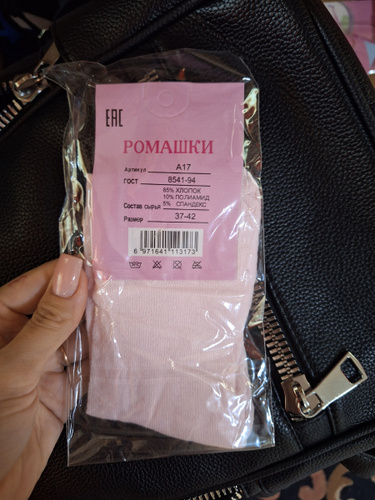 EAC
РОМАШКИ
Артикул А17
ГОСТ 8541-94
85% ХЛОПОК
10% ПОЛИАМИД
Состав сырья 5% СПАНДЕКС
Размер 37-42
6 971641 113173